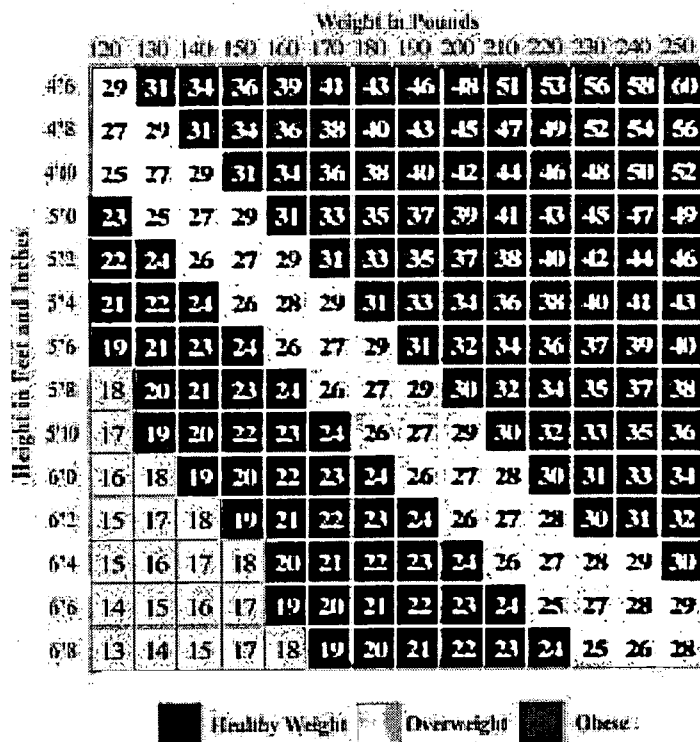 Weight in Pounds
120 130 140 150 160 170 180 190 200 210 220 230 240 250
4'6 29 31 34 36 39 41 43 46 48 51 53 56 58 60
4'8 27 29 31 34 36 38 40 43 45 47 49 52 54 56
4'10 25 27 29 31 34 36 38 40 42 44 46 48 50 52
5'0 23 25 27 29 31 33 35 37 39 41 43 45 47 49
5'2 22 24 26 27 29 31 33 35 37 38 40 42 44 46
5'4 21 22 24 26 28 29 31 33 34 36 38 40 41 43
5'6 19 21 23 24 26 27 29 31 32 34 36 37 39 40
5'8 18 20 21 23 24 26 27 29 30 32 34 35 37 38
5'10 17 19 20 22 23 24 26 27 29 30 32 33 35 36
6'0 16 18 19 20 22 23 24 26 27 28 30 31 33 34
6'2 15 17 18 19 21 22 23 24 26 27 28 30 31 32
6'4 15 16 17 18 20 21 22 23 24 26 27 28 29 30
6'6 14 15 16 17 19 20 21 22 23 24 25 27 28 29
6'8 13 14 15 17 18 19 20 21 22 23 24 25 26 28
Height in Feet and Inches
Healthy Weight Overweight Obese